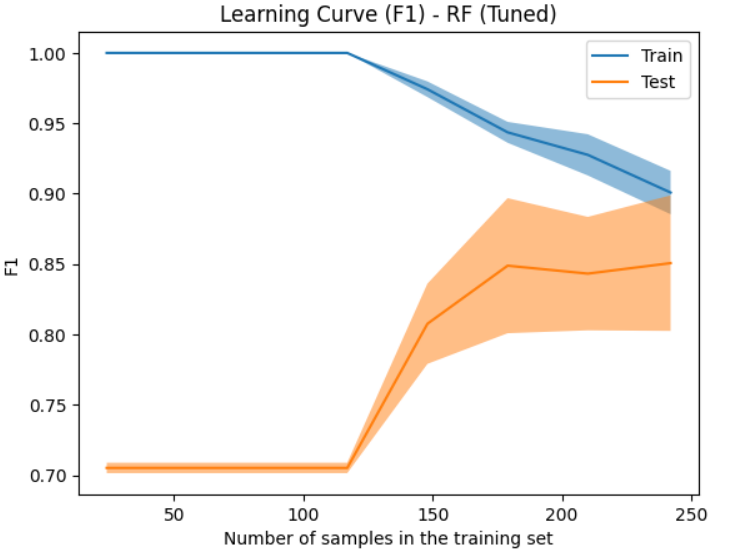 Learning Curve (F1) - RF (Tuned)
1.00
0.95
0.90
0.85
0.80
0.75
0.70
F1
Train
Test
50
100
150
200
250
Number of samples in the training set